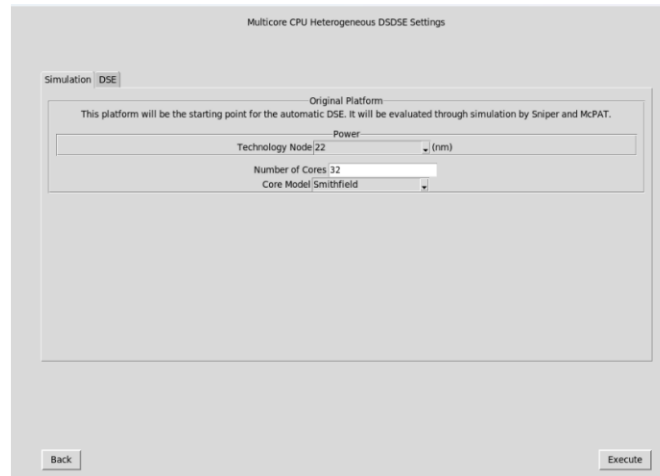 Multicore CPU Heterogeneous DSDSE Settings
Simulation DSE
Original Platform
This platform will be the starting point for the automatic DSE. It will be evaluated through simulation by Sniper and McPAT.
Power
Technology Node 22 (nm)
Number of Cores 32
Core Model Smithfield
Back Execute